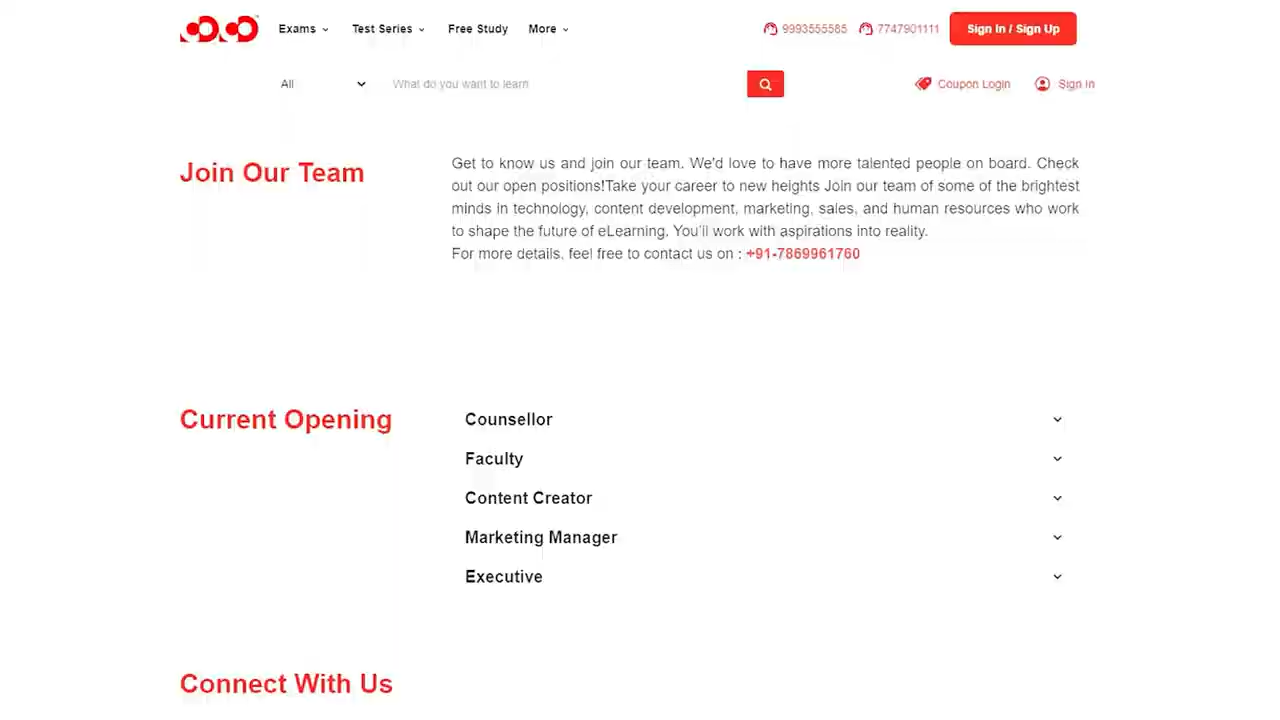 Exams
Test Series
Free Study
More
9993555585
7747901111
Sign In / Sign Up
All
What do you want to learn
Coupon Login
Sign in
Join Our Team
Get to know us and join our team. We'd love to have more talented people on board. Check
out our open positions!Take your career to new heights Join our team of some of the brightest
minds in technology, content development, marketing, sales, and human resources who work
to shape the future of eLearning. You'll work with aspirations into reality.
For more details, feel free to contact us on : +91-7869961760
Current Opening
Counsellor
Faculty
Content Creator
Marketing Manager
Executive
Connect With Us